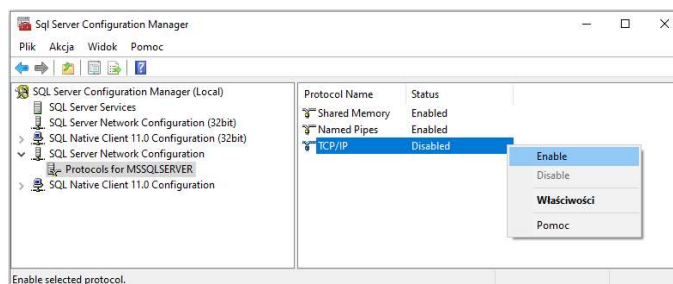 Sql Server Configuration Manager
Plik Akcja Widok Pomoc
SQL Server Configuration Manager (Local)
SQL Server Services
SQL Server Network Configuration (32bit)
SQL Native Client 11.0 Configuration (32bit)
SQL Server Network Configuration
Protocols for MSSQLSERVER
SQL Native Client 11.0 Configuration
Protocol Name Status
Shared Memory Enabled
Named Pipes Enabled
TCP/IP Disabled
Enable
Disable
Właściwości
Pomoc
Enable selected protocol.